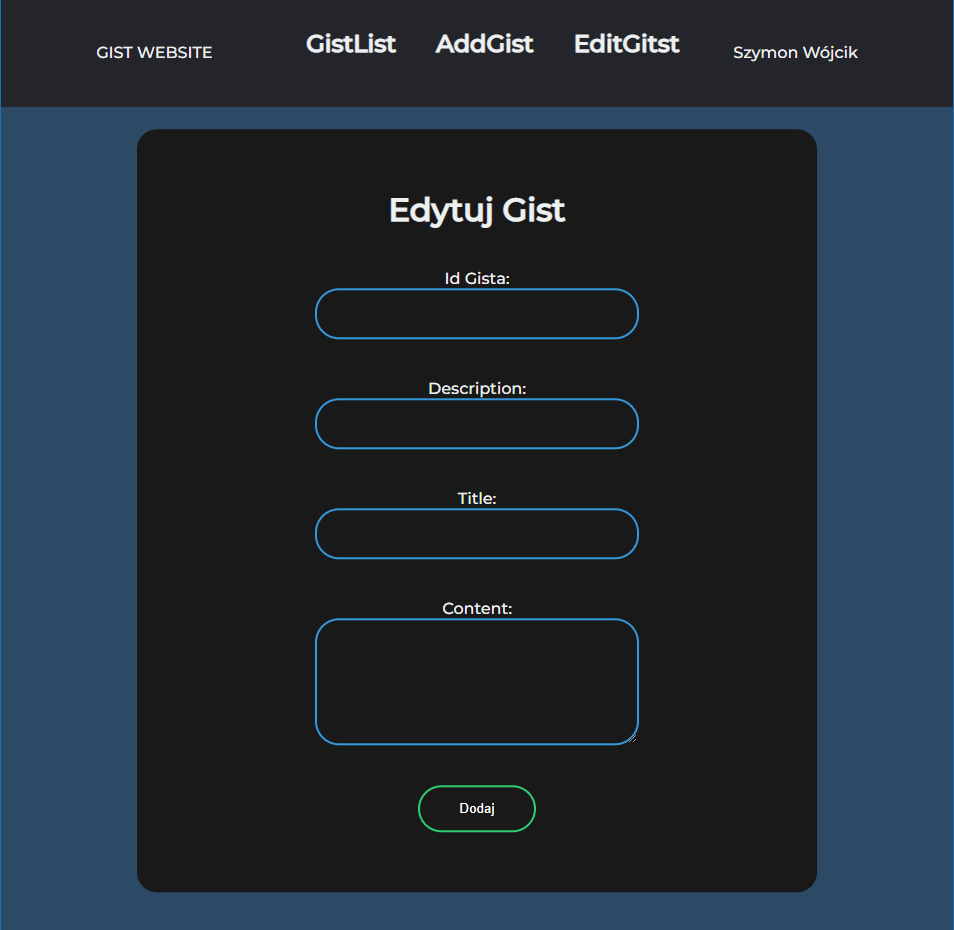 GIST WEBSITE
GistList
AddGist
EditGitst
Szymon Wójcik
Edytuj Gist
Id Gista:
Description:
Title:
Content:
Dodaj